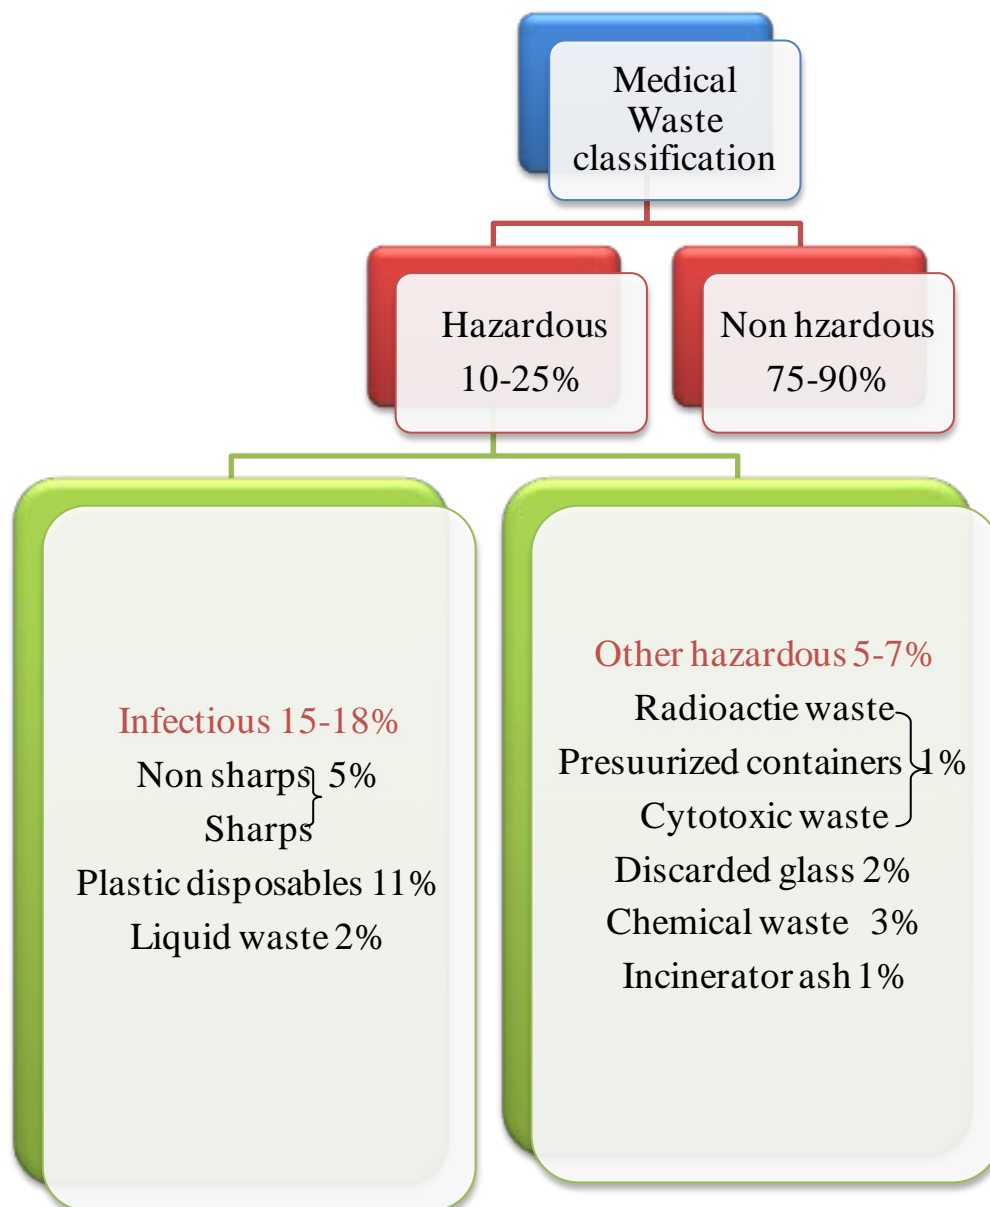 Medical
Waste
classification
Hazardous
10-25%
Non hzardous
75-90%
Infectious 15-18%
Non sharps 5%
Sharps
Plastic disposables 11%
Liquid waste 2%
Other hazardous 5-7%
Radioactie waste
Presuurized containers 1%
Cytotoxic waste
Discarded glass 2%
Chemical waste 3%
Incinerator ash 1%